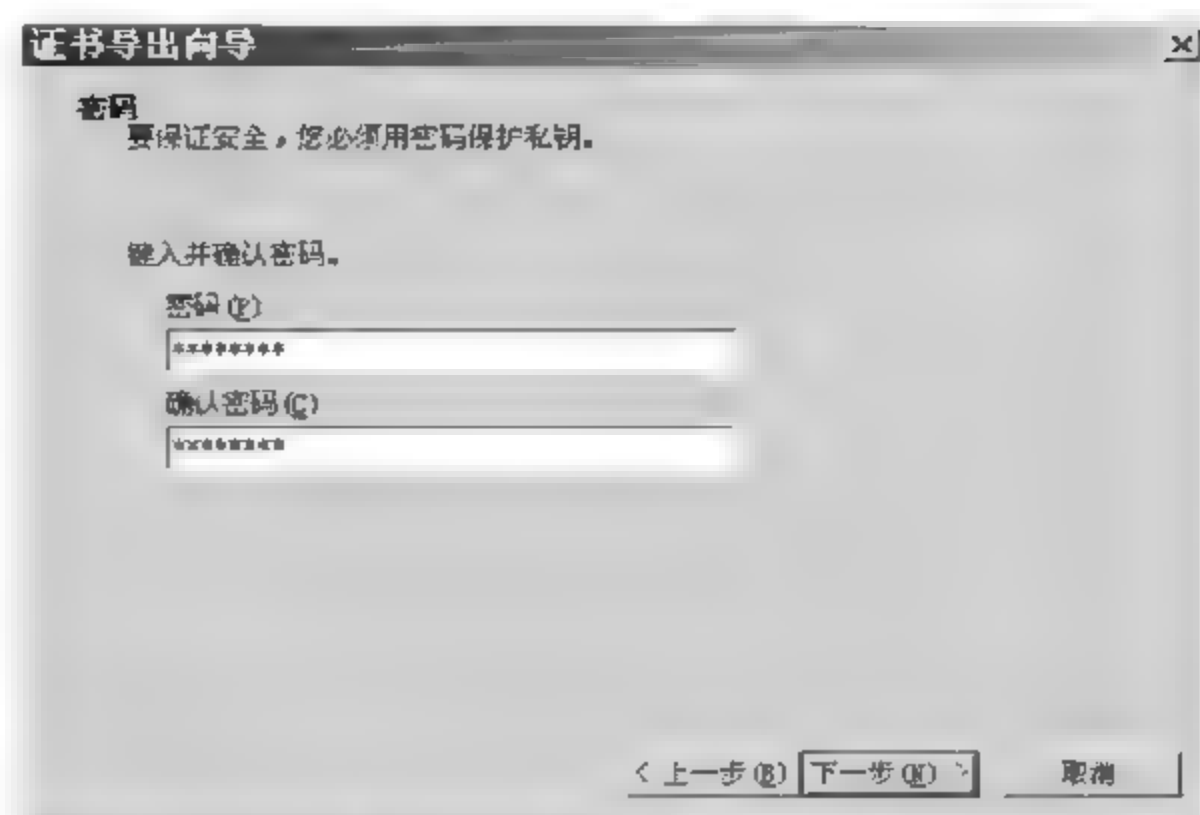 证书导出向导
密码
要保证安全,您必须用密码保护私钥。
键入并确认密码。
密码(P)
********
确认密码(C)
********
< 上一步(B) 下一步(N) > 取消